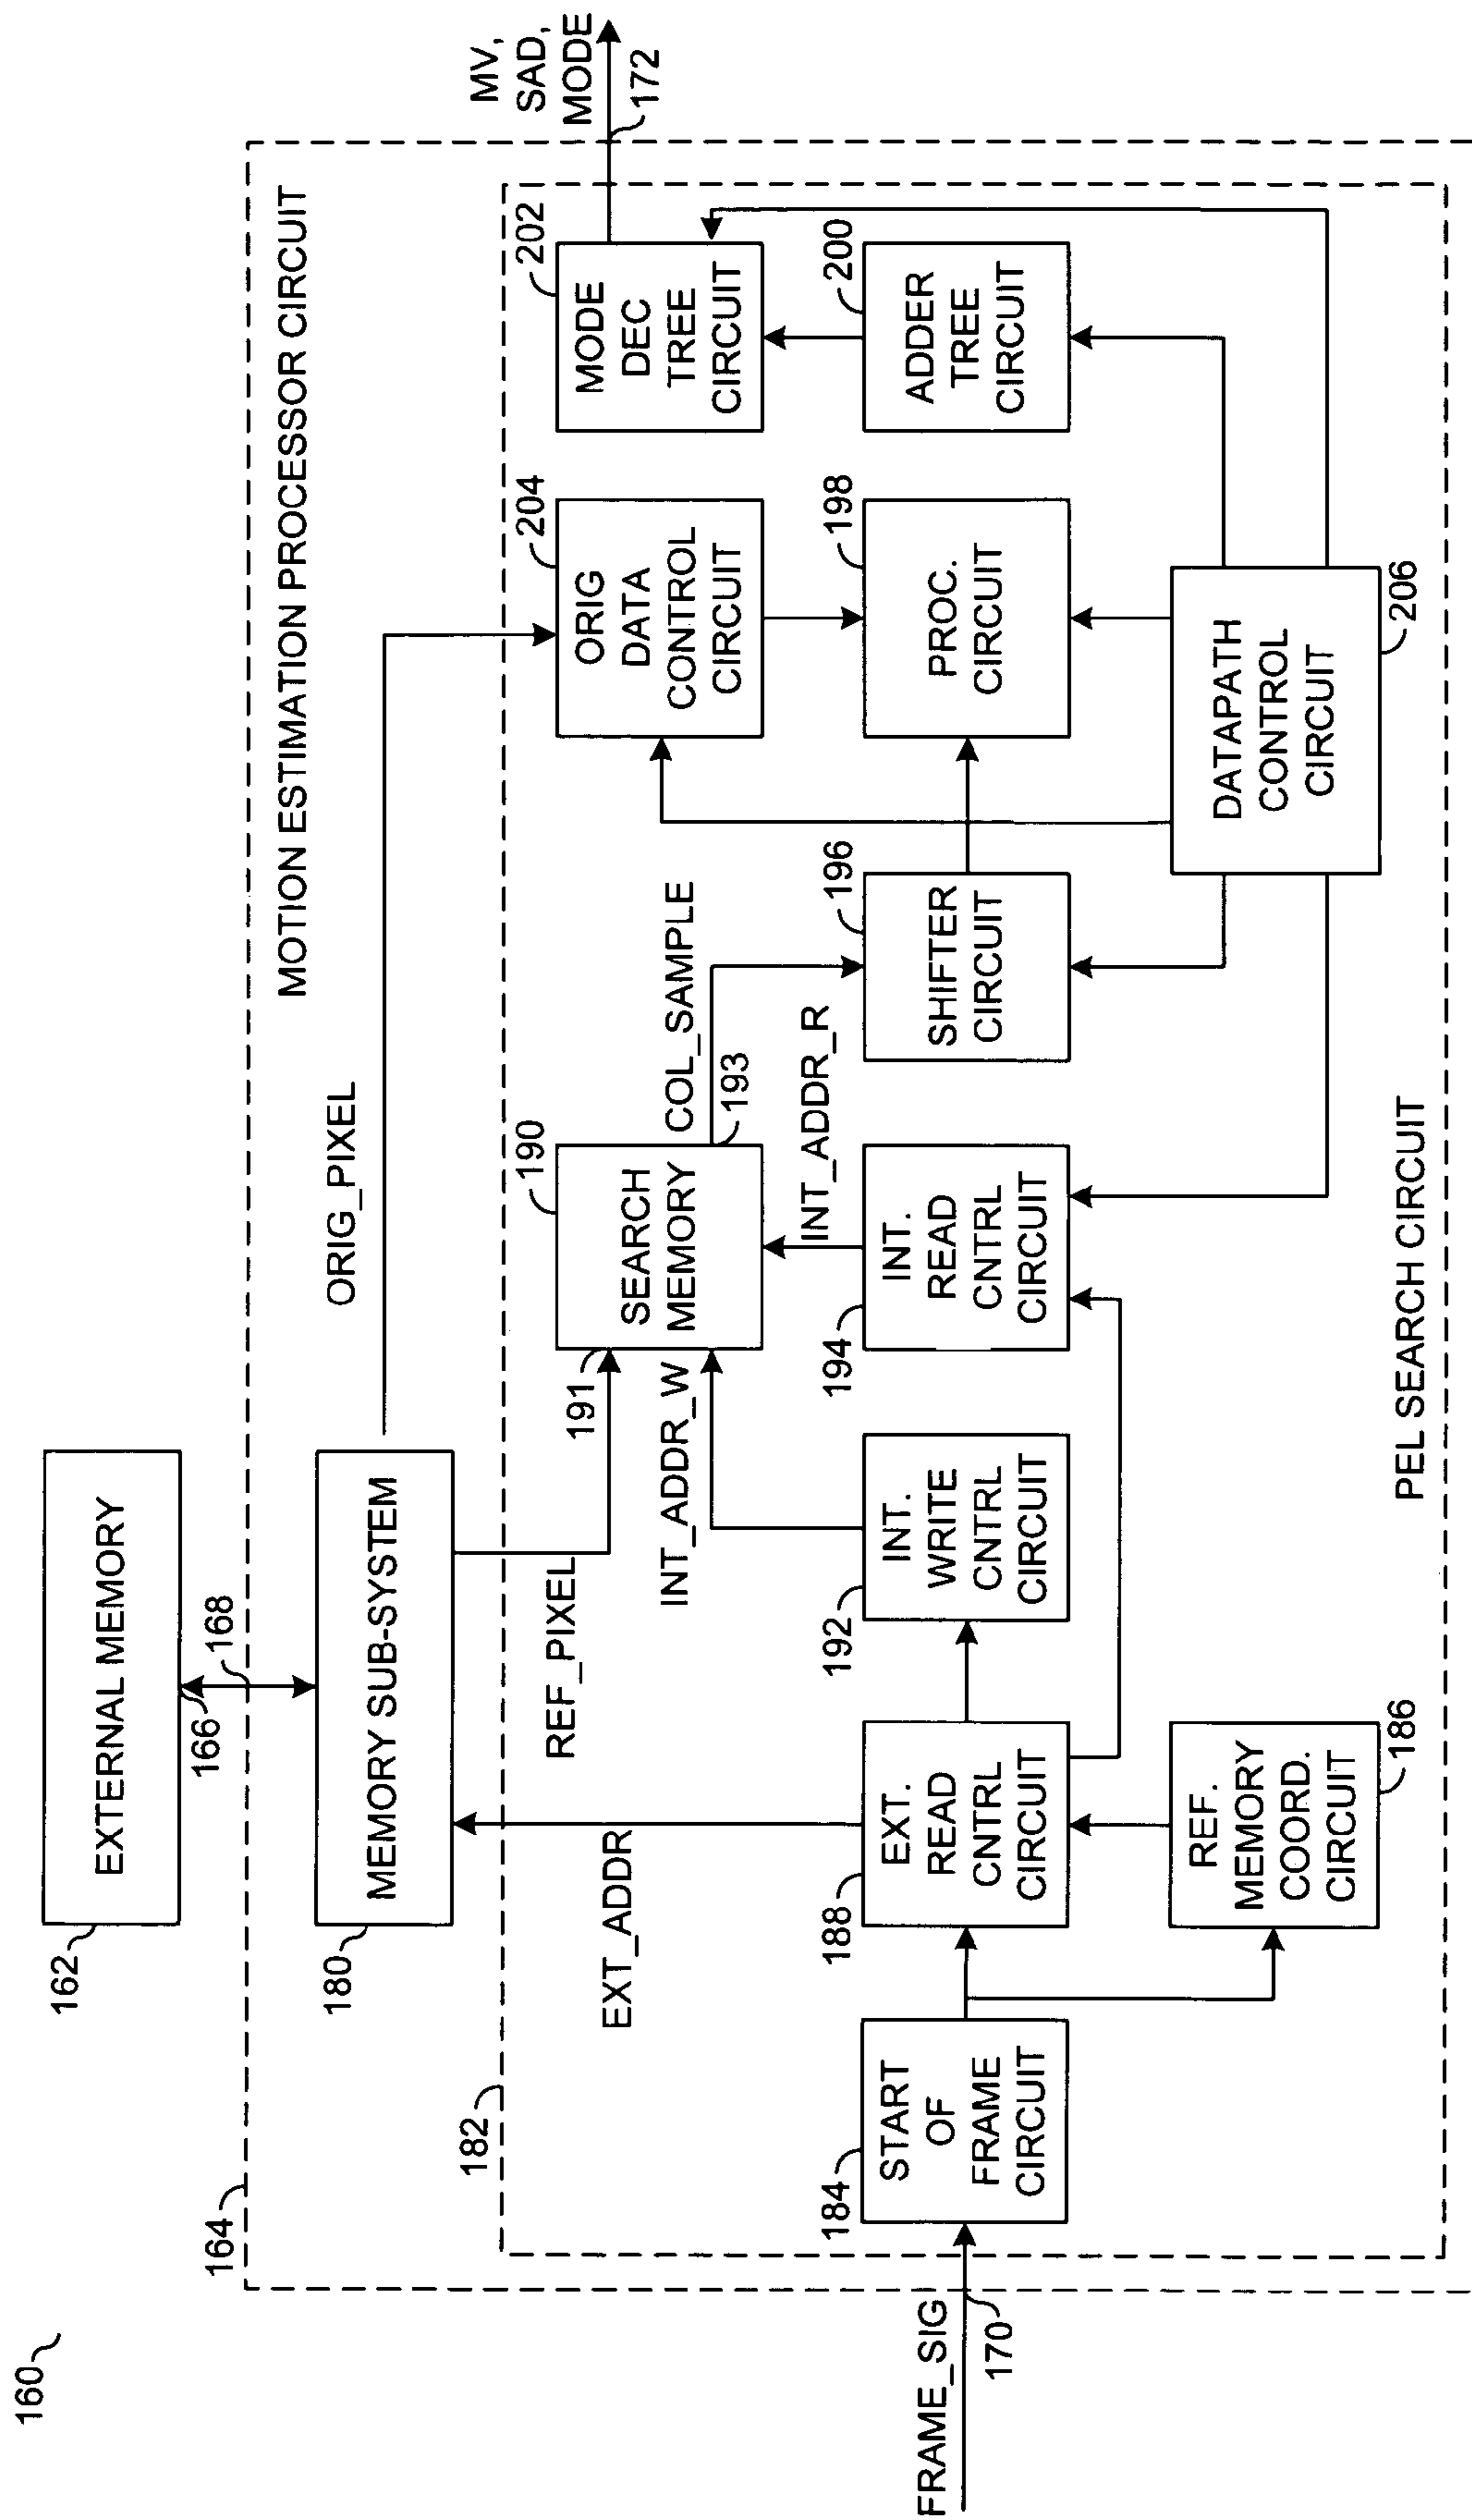 160
162
EXTERNAL MEMORY
166
168
164
MOTION ESTIMATION PROCESSOR CIRCUIT
180
MEMORY SUB-SYSTEM
ORIG_PIXEL
MV,
SAD,
MODE
172
182
EXT_ADDR
REF_PIXEL
191
INT_ADDR_W
190
SEARCH
MEMORY
193
COL_SAMPLE
INT_ADDR_R
204
ORIG
DATA
CONTROL
CIRCUIT
202
MODE
DEC
TREE
CIRCUIT
FRAME_SIG
170
184
START
OF
FRAME
CIRCUIT
188
EXT.
READ
CNTRL
CIRCUIT
192
INT.
WRITE
CNTRL
CIRCUIT
194
INT.
READ
CNTRL
CIRCUIT
196
SHIFTER
CIRCUIT
198
PROC.
CIRCUIT
200
ADDER
TREE
CIRCUIT
REF.
MEMORY
COORD.
CIRCUIT
186
DATAPATH
CONTROL
CIRCUIT
206
PEL SEARCH CIRCUIT